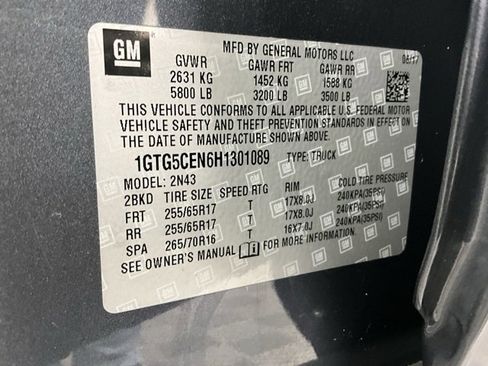 GM
MFD BY GENERAL MOTORS LLC
08/17
GVWR GAWR FRT GAWR RR
2631 KG 1452 KG 1588 KG
5800 LB 3200 LB 3500 LB
THIS VEHICLE CONFORMS TO ALL APPLICABLE U.S. FEDERAL MOTOR
VEHICLE SAFETY AND THEFT PREVENTION STANDARDS IN EFFECT ON
THE DATE OF MANUFACTURE SHOWN ABOVE.
1GTG5CEN6H1301089 TYPE: TRUCK
MODEL: 2N43
2BKD TIRE SIZE SPEED RTG RIM COLD TIRE PRESSURE
FRT 255/65R17 T 17X8.0J 240KPA(35PSI)
RR 255/65R17 T 17X8.0J 240KPA(35PSI)
SPA 265/70R16 T 16X7.0J 240KPA(35PSI)
SEE OWNER'S MANUAL FOR MORE INFORMATION.